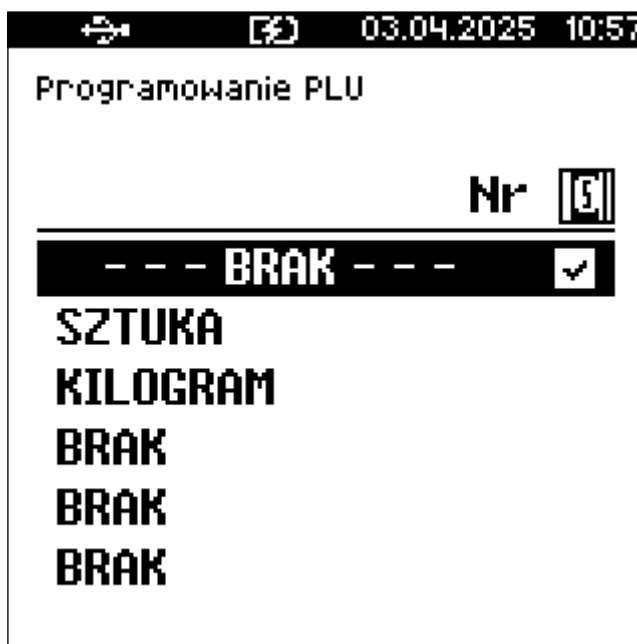 03.04.2025 10:57
Programowanie PLU
Nr
- - - BRAK - - -
SZTUKA
KILOGRAM
BRAK
BRAK
BRAK